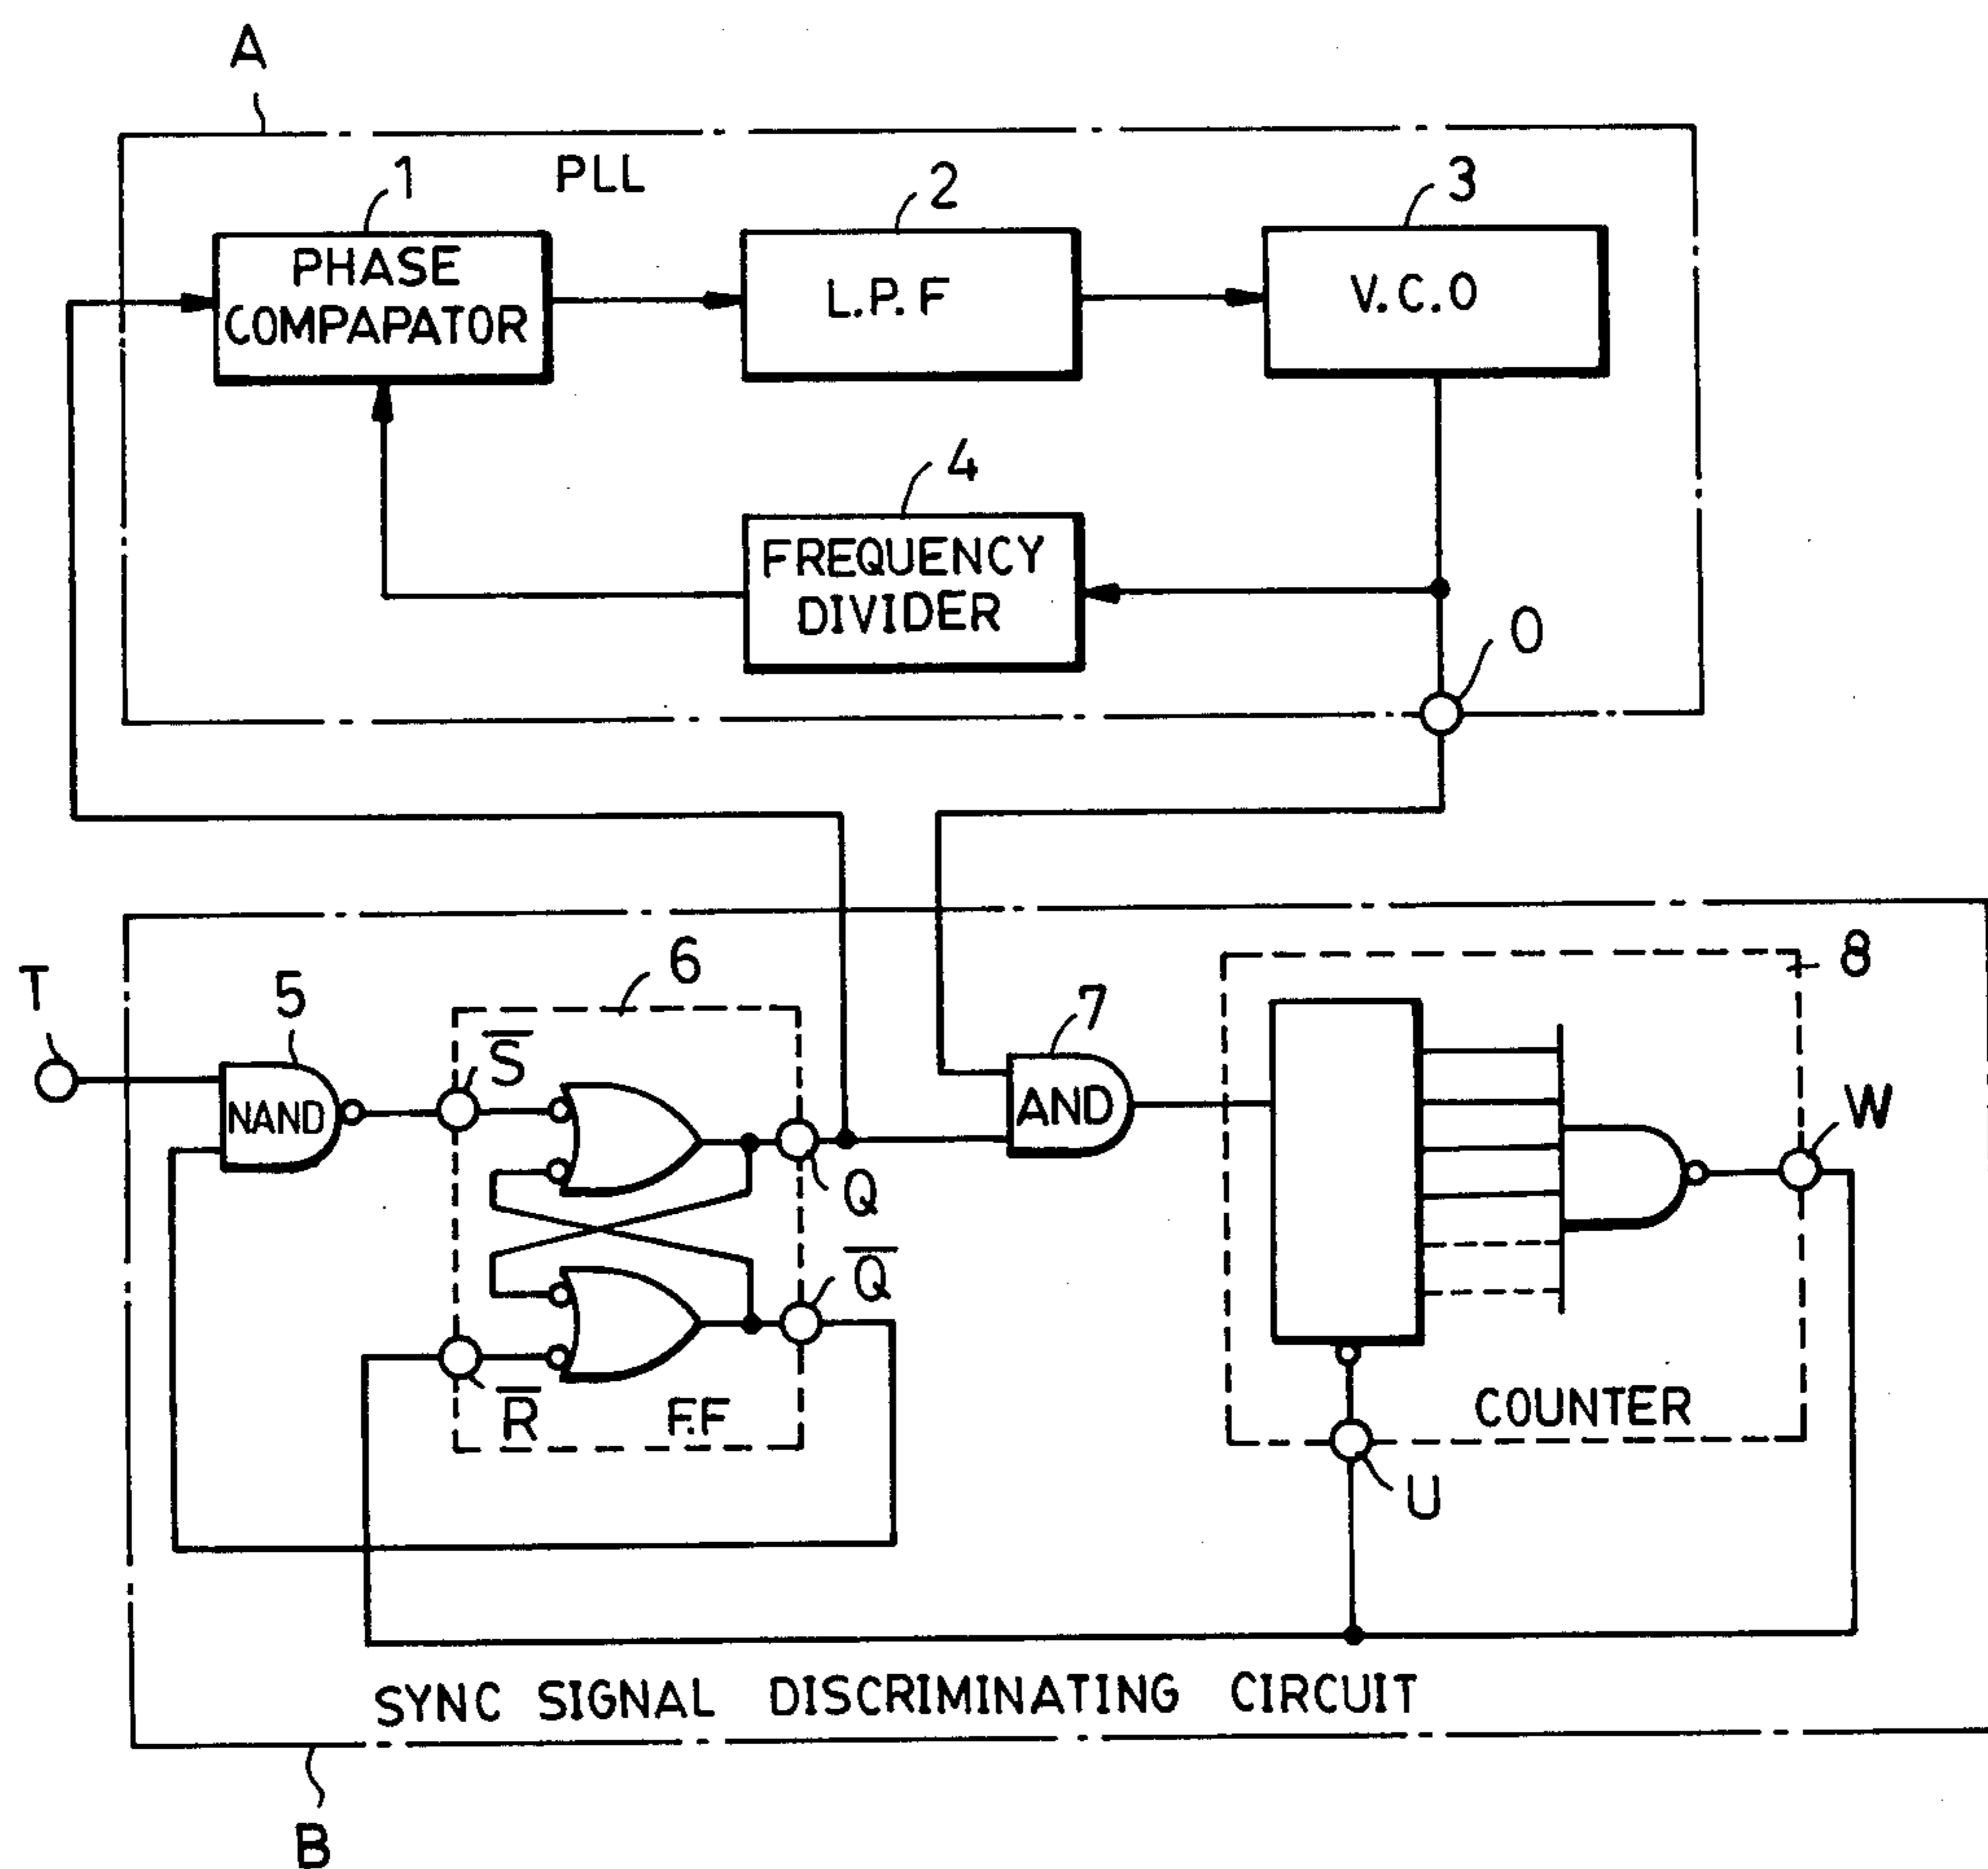 A
PLL
1
2
3
PHASE
COMPAPATOR
L.P.F
V.C.O
4
FREQUENCY
DIVIDER
O
T
5
6
7
8
NAND
S̅
Q
AND
W
Q̅
R̅
F.F
COUNTER
U
SYNC SIGNAL DISCRIMINATING CIRCUIT
B